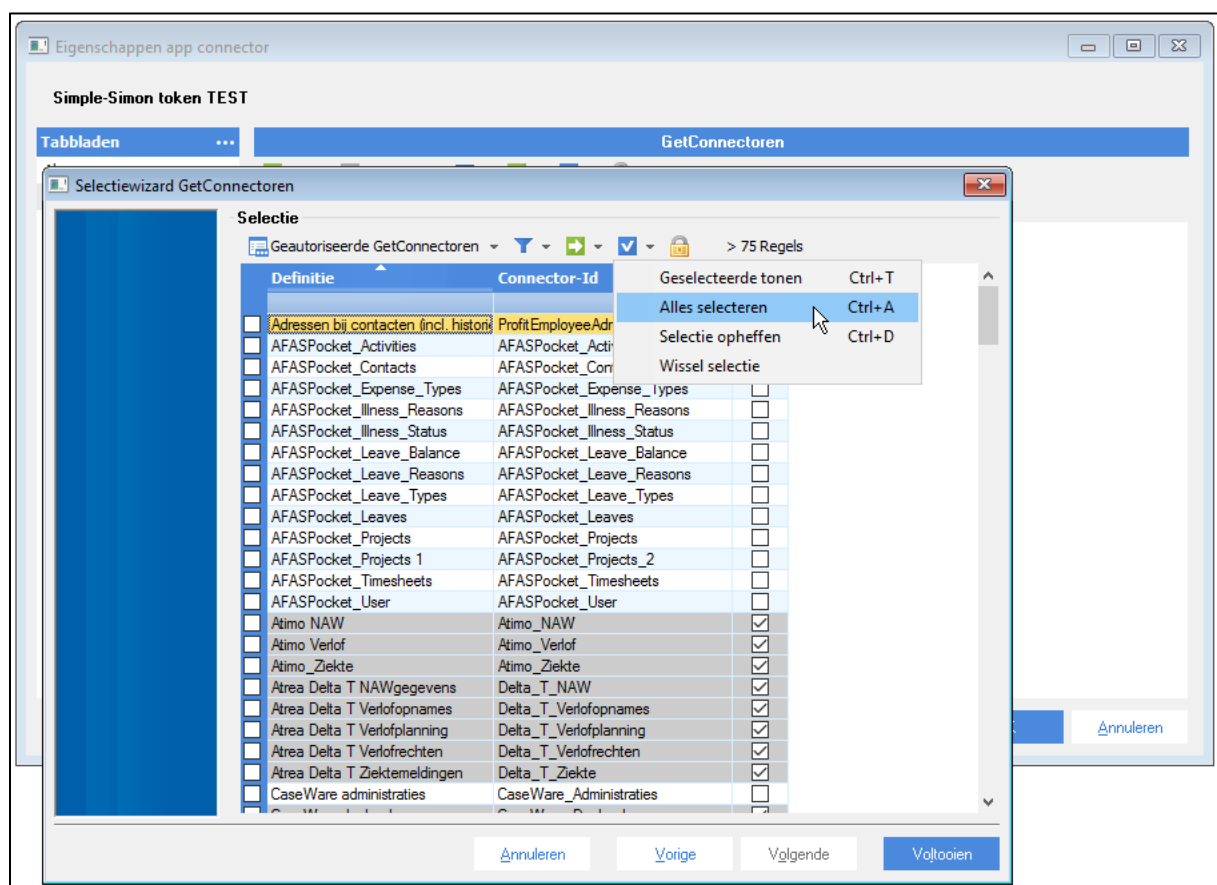 Eigenschappen app connector
Simple-Simon token TEST
Tabbladen ...
GetConnectoren
Selectiewizard GetConnectoren
Selectie
Geautoriseerde GetConnectoren > 75 Regels
Definitie Connector-Id
Geselecteerde tonen Ctrl+T
Alles selecteren Ctrl+A
Selectie opheffen Ctrl+D
Wissel selectie
Adressen bij contacten (incl. histori ProfitEmployeeAdr
AFASPocket_Activities AFASPocket_Acti
AFASPocket_Contacts AFASPocket_Con
AFASPocket_Expense_Types AFASPocket_Expense_Types
AFASPocket_Illness_Reasons AFASPocket_Illness_Reasons
AFASPocket_Illness_Status AFASPocket_Illness_Status
AFASPocket_Leave_Balance AFASPocket_Leave_Balance
AFASPocket_Leave_Reasons AFASPocket_Leave_Reasons
AFASPocket_Leave_Types AFASPocket_Leave_Types
AFASPocket_Leaves AFASPocket_Leaves
AFASPocket_Projects AFASPocket_Projects
AFASPocket_Projects 1 AFASPocket_Projects_2
AFASPocket_Timesheets AFASPocket_Timesheets
AFASPocket_User AFASPocket_User
Atimo NAW Atimo_NAW
Atimo Verlof Atimo_Verlof
Atimo_Ziekte Atimo_Ziekte
Atrea Delta T NAWgegevens Delta_T_NAW
Atrea Delta T Verlofopnames Delta_T_Verlofopnames
Atrea Delta T Verlofplanning Delta_T_Verlofplanning
Atrea Delta T Verlofrechten Delta_T_Verlofrechten
Atrea Delta T Ziektemeldingen Delta_T_Ziekte
CaseWare administraties CaseWare_Administraties
Annuleren
Annuleren Vorige Volgende Voltooien